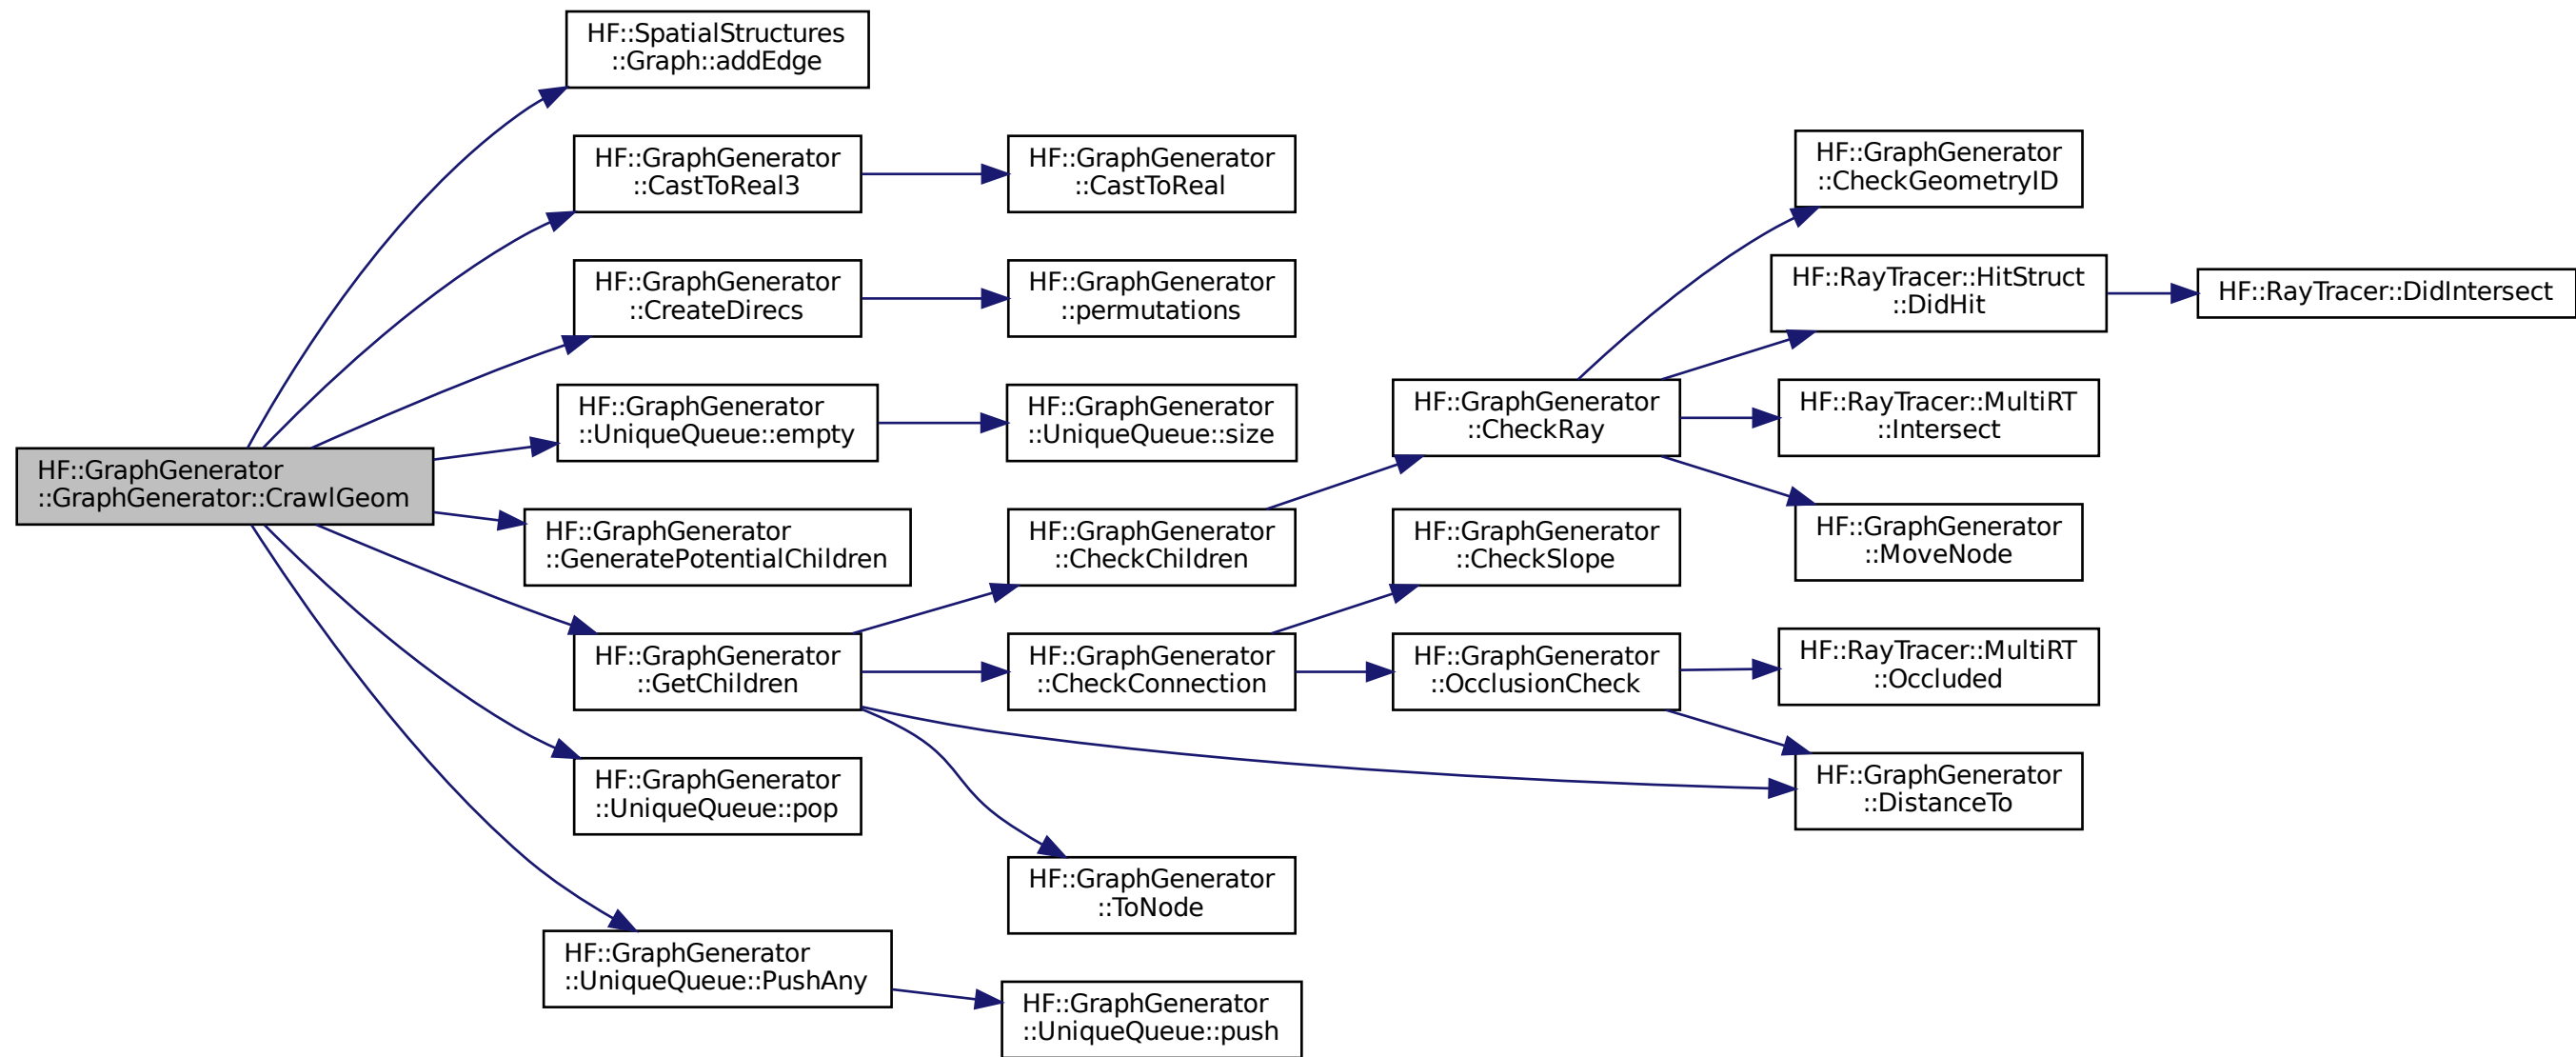 HF::GraphGenerator
::GraphGenerator::CrawlGeom
HF::SpatialStructures
::Graph::addEdge
HF::GraphGenerator
::CastToReal3
HF::GraphGenerator
::CastToReal
HF::GraphGenerator
::CreateDirecs
HF::GraphGenerator
::permutations
HF::GraphGenerator
::UniqueQueue::empty
HF::GraphGenerator
::UniqueQueue::size
HF::GraphGenerator
::GeneratePotentialChildren
HF::GraphGenerator
::GetChildren
HF::GraphGenerator
::CheckChildren
HF::GraphGenerator
::CheckRay
HF::GraphGenerator
::CheckGeometryID
HF::RayTracer::HitStruct
::DidHit
HF::RayTracer::DidIntersect
HF::RayTracer::MultiRT
::Intersect
HF::GraphGenerator
::MoveNode
HF::GraphGenerator
::CheckConnection
HF::GraphGenerator
::CheckSlope
HF::GraphGenerator
::OcclusionCheck
HF::RayTracer::MultiRT
::Occluded
HF::GraphGenerator
::DistanceTo
HF::GraphGenerator
::ToNode
HF::GraphGenerator
::UniqueQueue::pop
HF::GraphGenerator
::UniqueQueue::PushAny
HF::GraphGenerator
::UniqueQueue::push